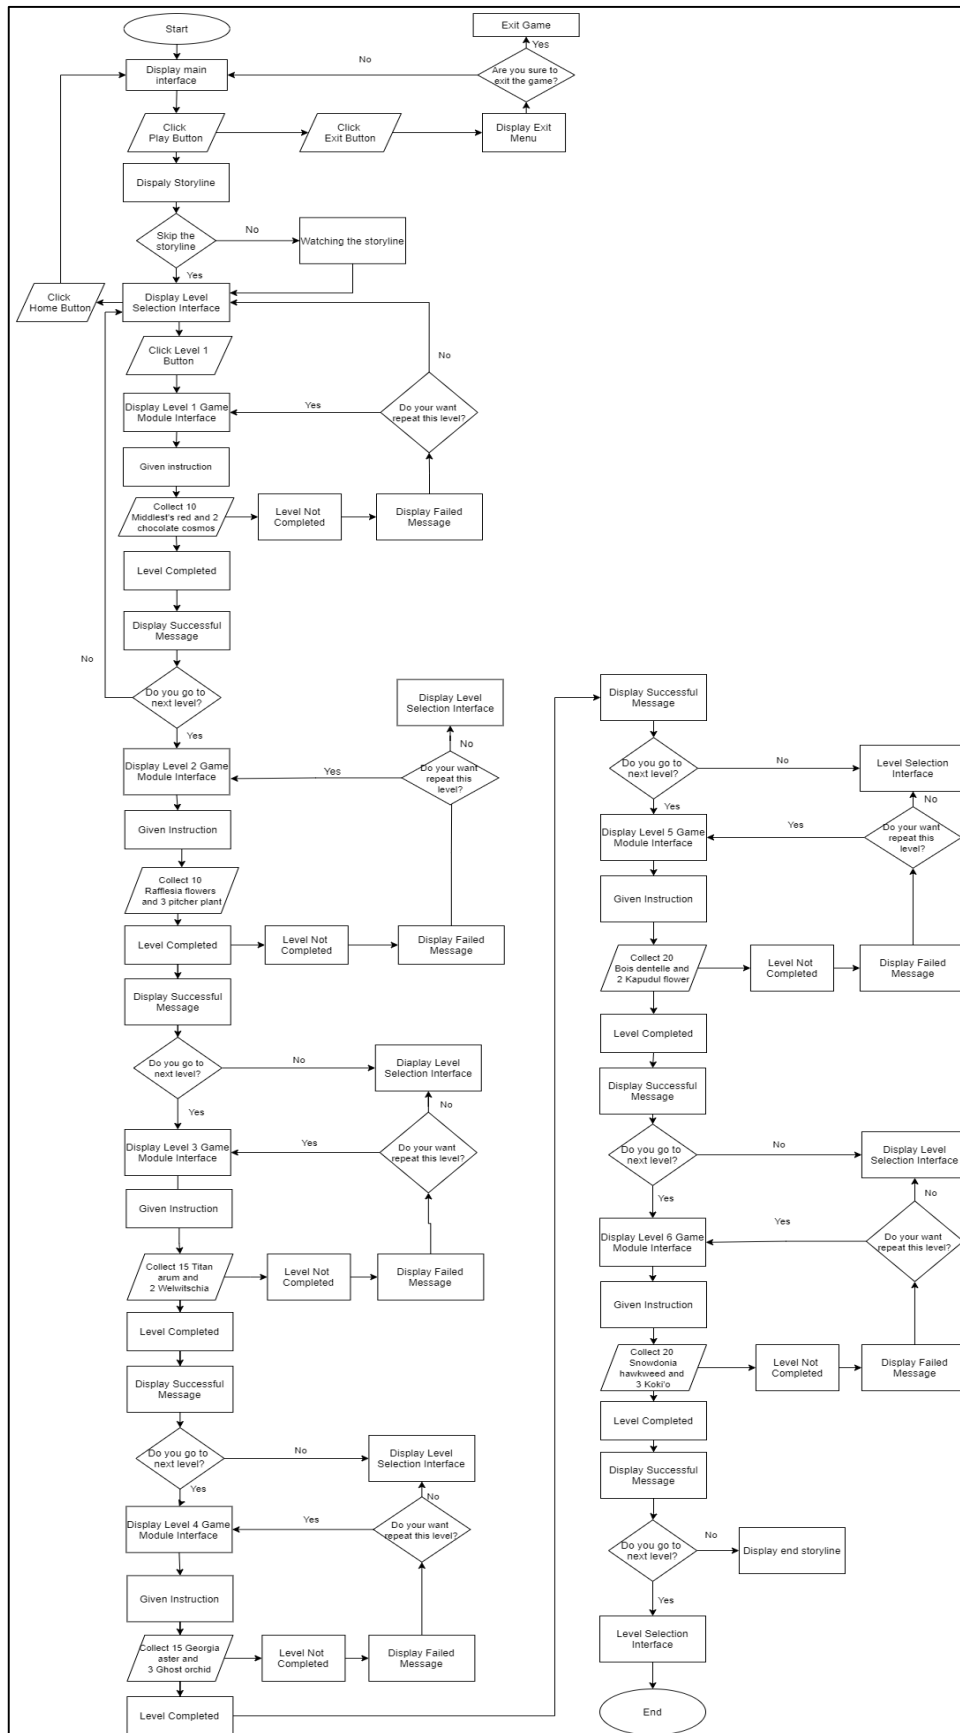 Start
Exit Game
Yes
Are you sure to
exit the game?
No
Display main
interface
Click
Play Button
Click
Exit Button
Display Exit
Menu
Dispaly Storyline
Skip the
storyline
No
Watching the storyline
Yes
Click
Home Button
Display Level
Selection Interface
Click Level 1
Button
No
Display Level 1 Game
Module Interface
Yes
Do your want
repeat this level?
Given instruction
Collect 10
Middlest's red and 2
chocolate cosmos
Level Not
Completed
Display Failed
Message
Level Completed
Display Successful
Message
No
Do you go to
next level?
Yes
Display Level
Selection Interface
No
Display Level 2 Game
Module Interface
Yes
Do your want
repeat this
level?
Given Instruction
Collect 10
Rafflesia flowers
and 3 pitcher plant
Level Completed
Level Not
Completed
Display Failed
Message
Display Successful
Message
Do you go to
next level?
No
Diaplay Level
Selection Interface
Yes
No
Display Level 3 Game
Module Interface
Yes
Do your want
repeat this level?
Given Instruction
Collect 15 Titan
arum and
2 Welwitschia
Level Not
Completed
Display Failed
Message
Level Completed
Display Successful
Message
Do you go to
next level?
No
Display Level
Selection Interface
Yes
No
Display Level 4 Game
Module Interface
Yes
Do your want
repeat this level?
Given Instruction
Collect 15 Georgia
aster and
3 Ghost orchid
Level Not
Completed
Display Failed
Message
Level Completed
Display Successful
Message
Do you go to
next level?
No
Level Selection
Interface
Yes
No
Display Level 5 Game
Module Interface
Yes
Do your want
repeat this
level?
Given Instruction
Collect 20
Bois dentelle and
2 Kapudul flower
Level Not
Completed
Display Failed
Message
Level Completed
Display Successful
Message
Do you go to
next level?
No
Display Level
Selection Interface
Yes
No
Display Level 6 Game
Module Interface
Yes
Do your want
repeat this level?
Given Instruction
Collect 20
Snowdonia
hawkweed and
3 Koki'o
Level Not
Completed
Display Failed
Message
Level Completed
Display Successful
Message
Do you go to
next level?
No
Display end storyline
Yes
Level Selection
Interface
End